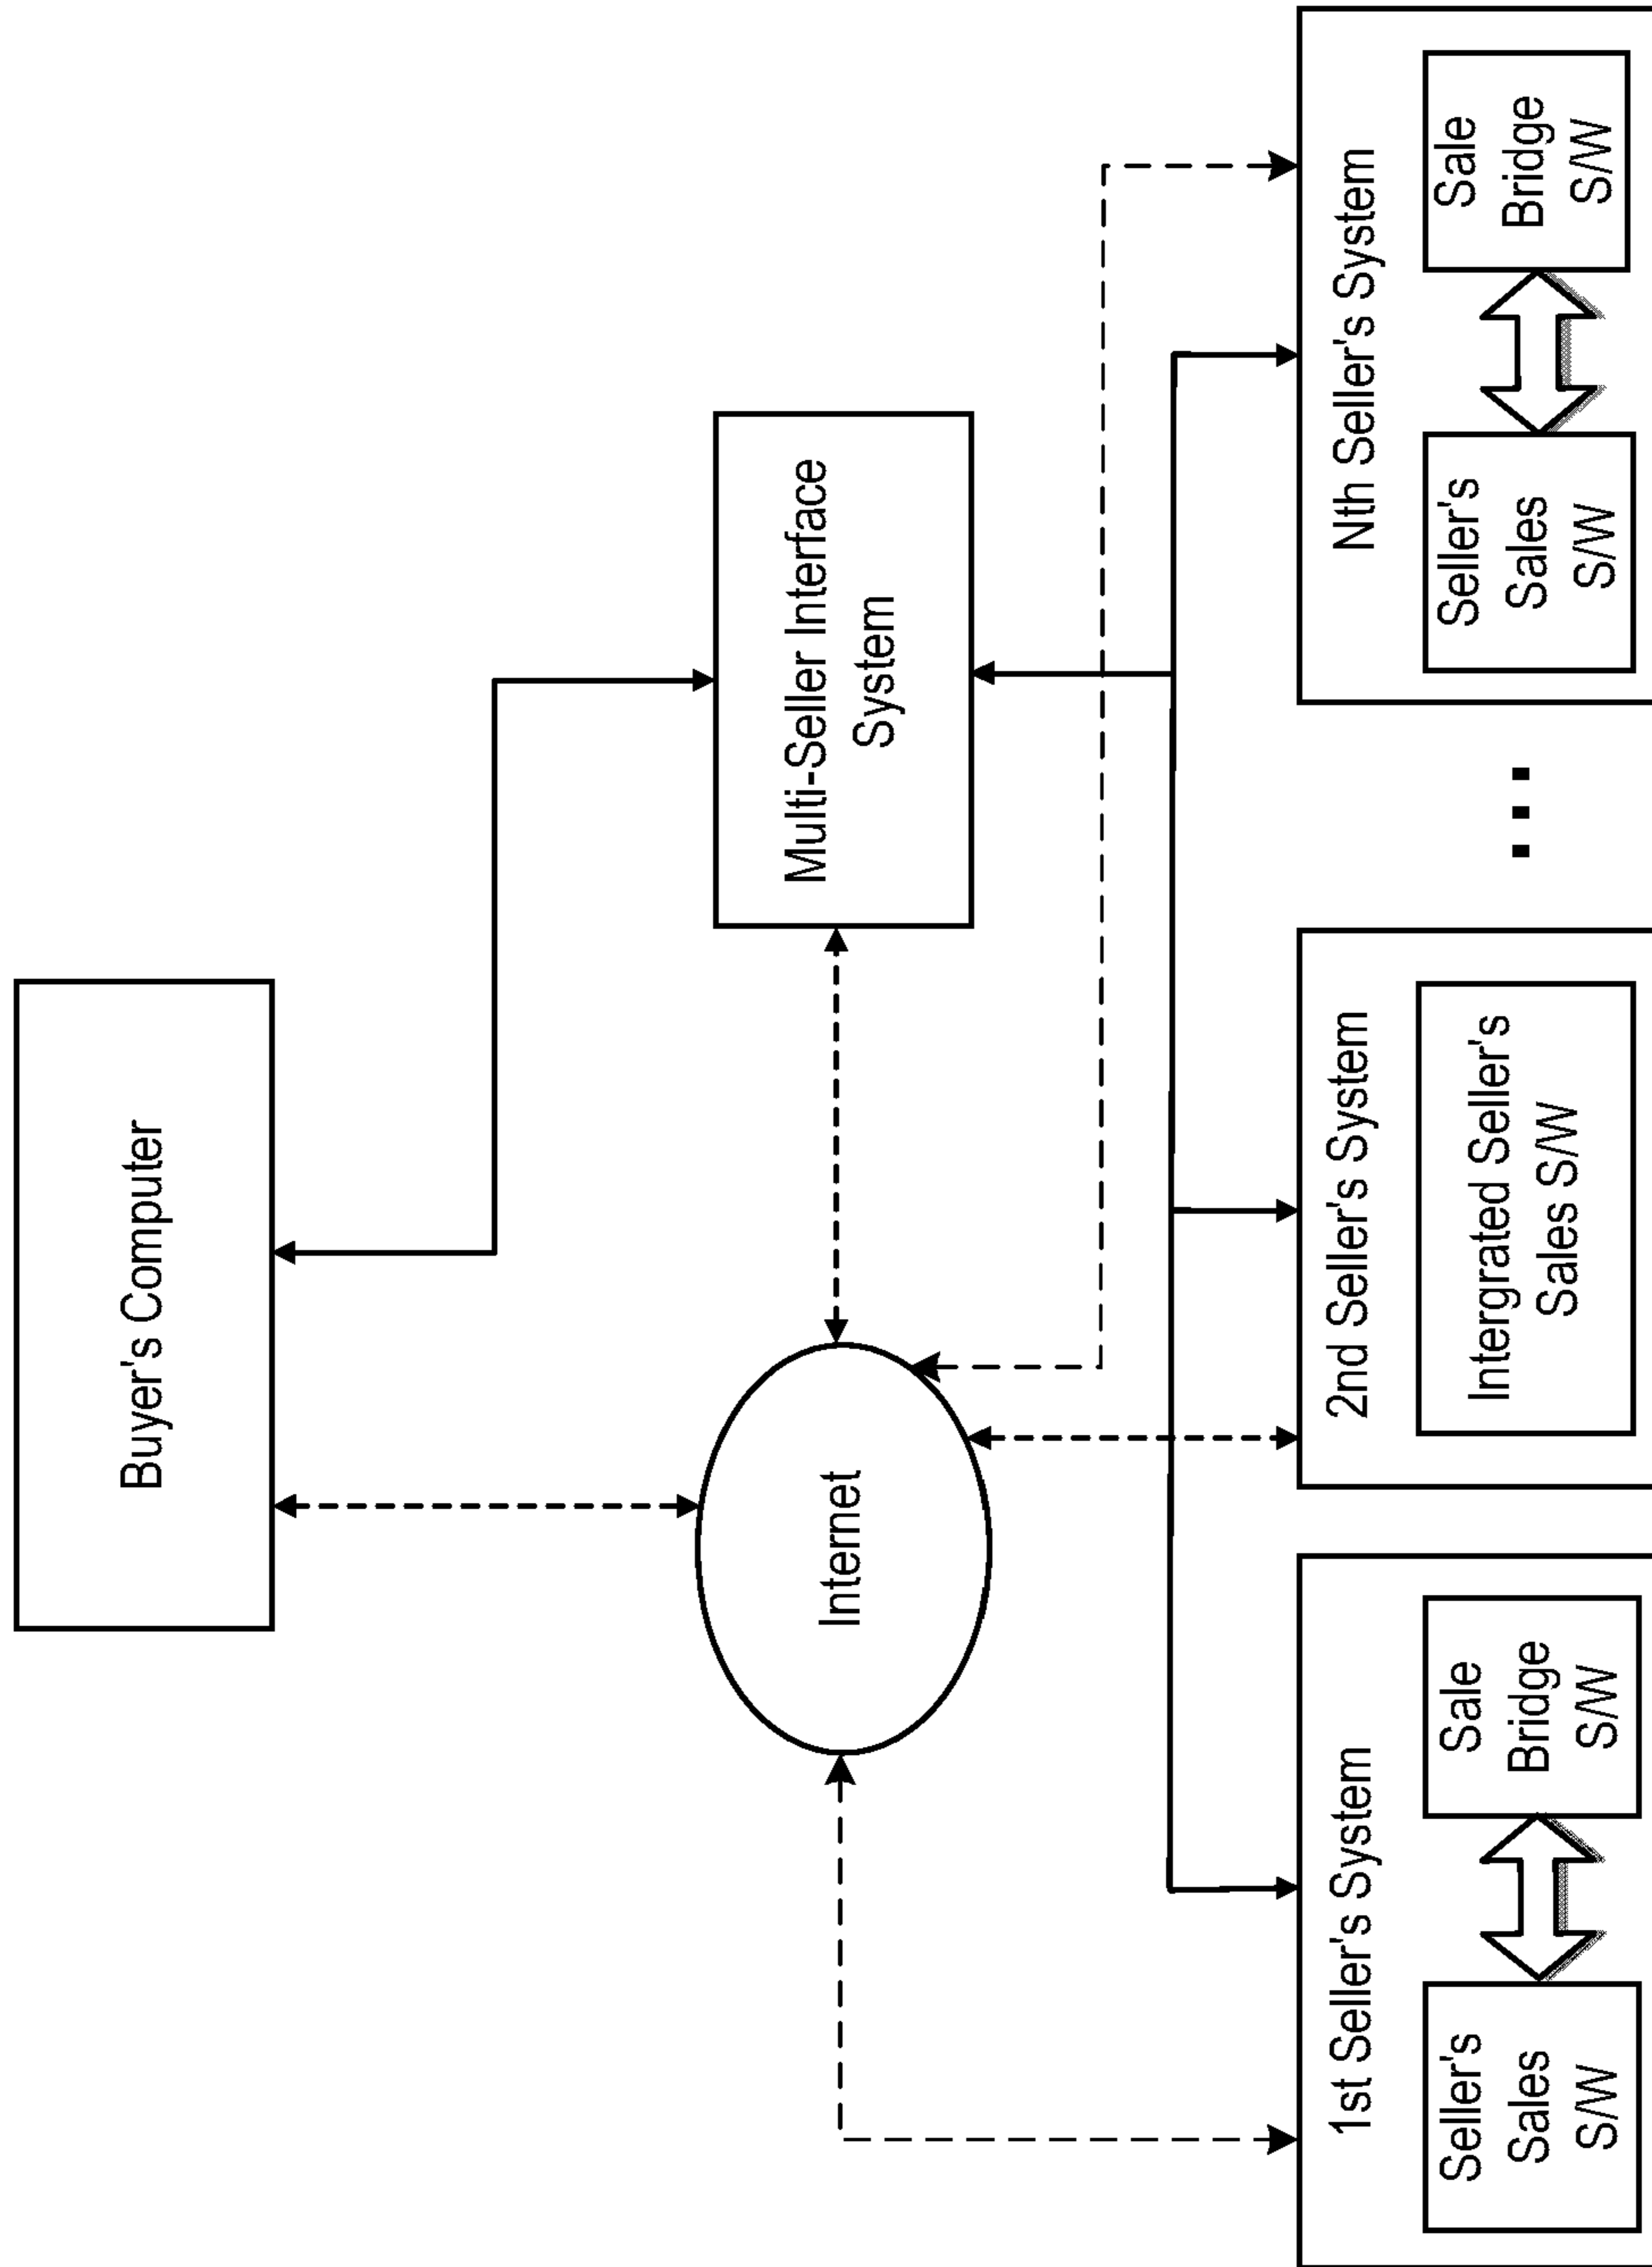 Buyer's Computer
Internet
Multi-Seller Interface
System
1st Seller's System
Seller's
Sales
S/W
Sale
Bridge
S/W
2nd Seller's System
Intergrated Seller's
Sales S/W
Nth Seller's System
Seller's
Sales
S/W
Sale
Bridge
S/W